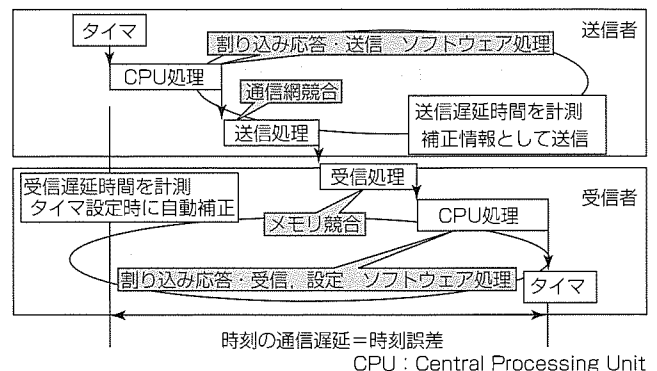 送信者
タイマ
割り込み応答・送信 ソフトウェア処理
CPU処理
通信網競合
送信処理
送信遅延時間を計測
補正情報として送信
受信処理
受信者
受信遅延時間を計測
タイマ設定時に自動補正
CPU処理
メモリ競合
割り込み応答・受信，設定 ソフトウェア処理
タイマ
時刻の通信遅延＝時刻誤差
CPU：Central Processing Unit